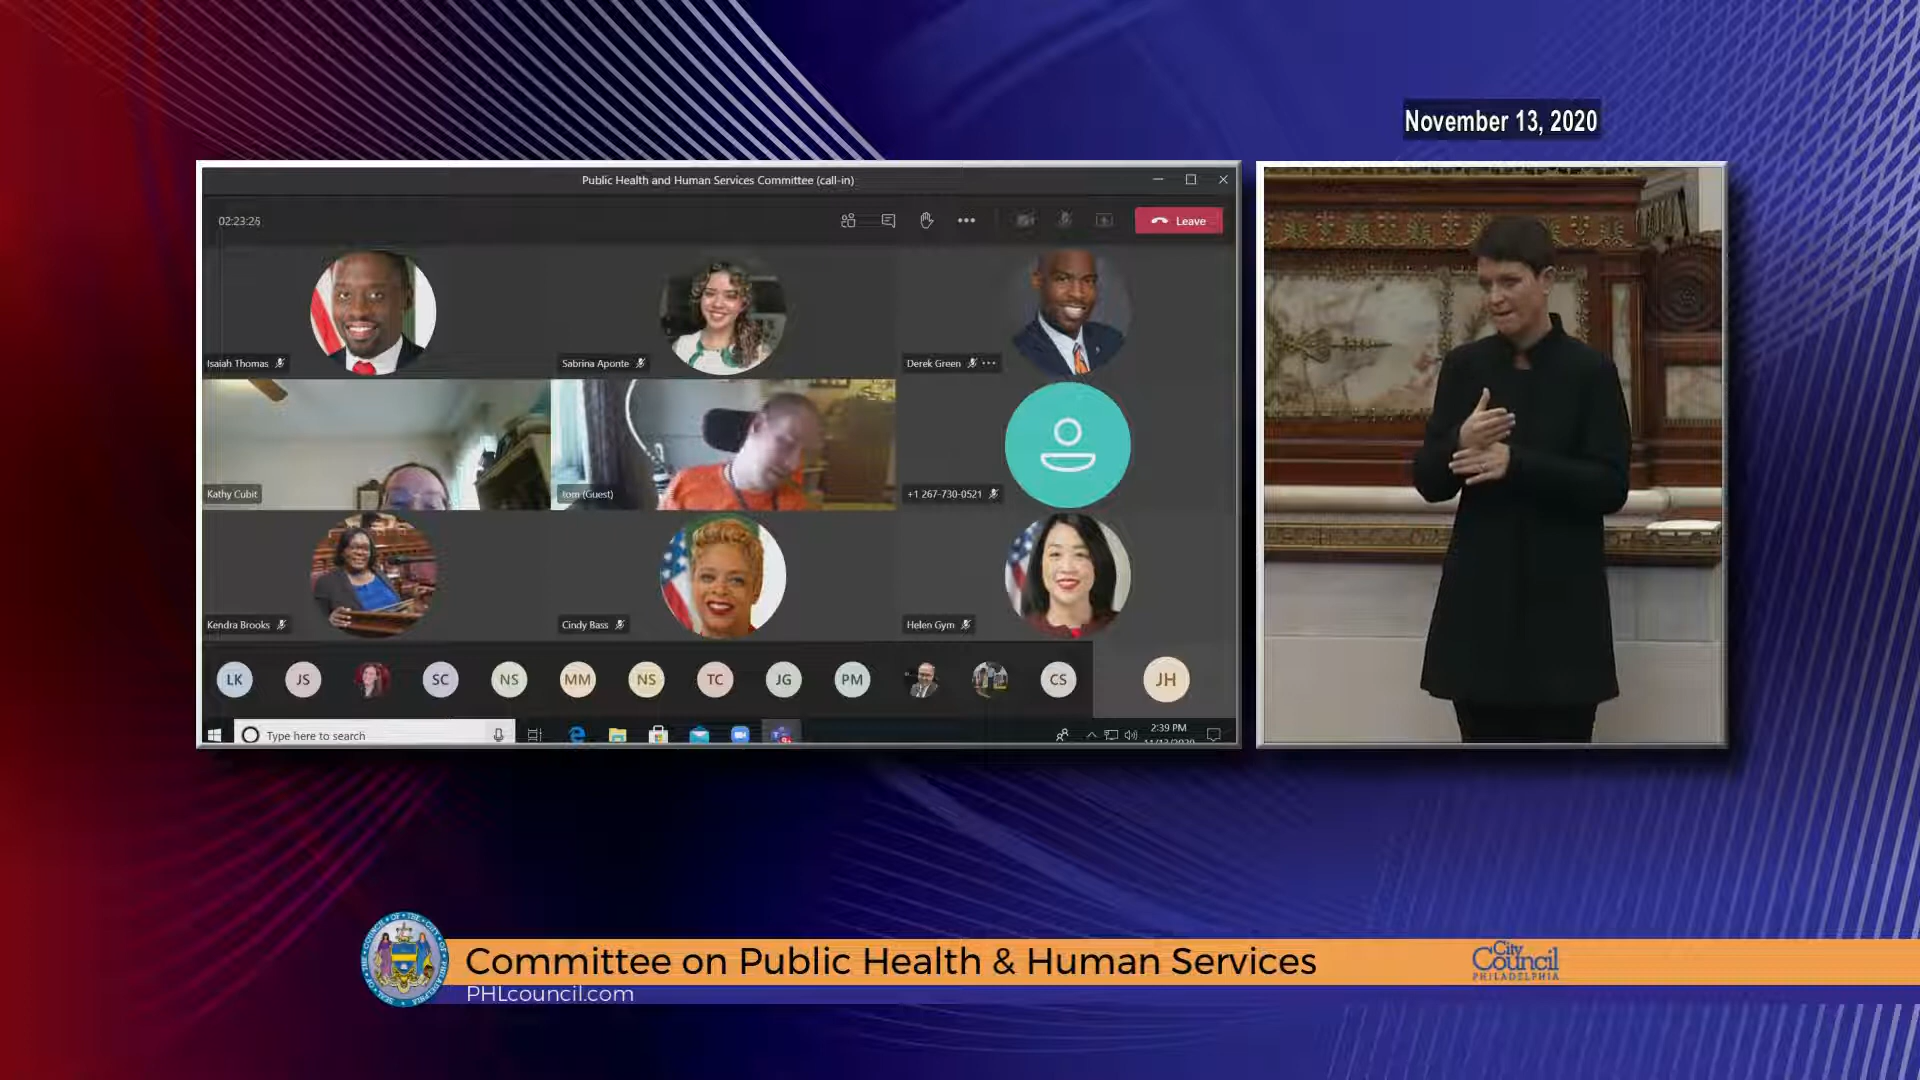 November 13, 2020
Public Health and Human Services Committee (call-in)
02:23:26
Leave
Isaiah Thomas
Sabrina Aponte
Derek Green
Kathy Cubit
Tom (Guest)
+1 267-730-0521
Kendra Brooks
Cindy Bass
Helen Gym
LK
JS
SC
NS
MM
NS
TC
JG
PM
CS
JH
Type here to search
2:39 PM
11/13/2020
Committee on Public Health & Human Services
City
Council
PHILADELPHIA
PHLcouncil.com